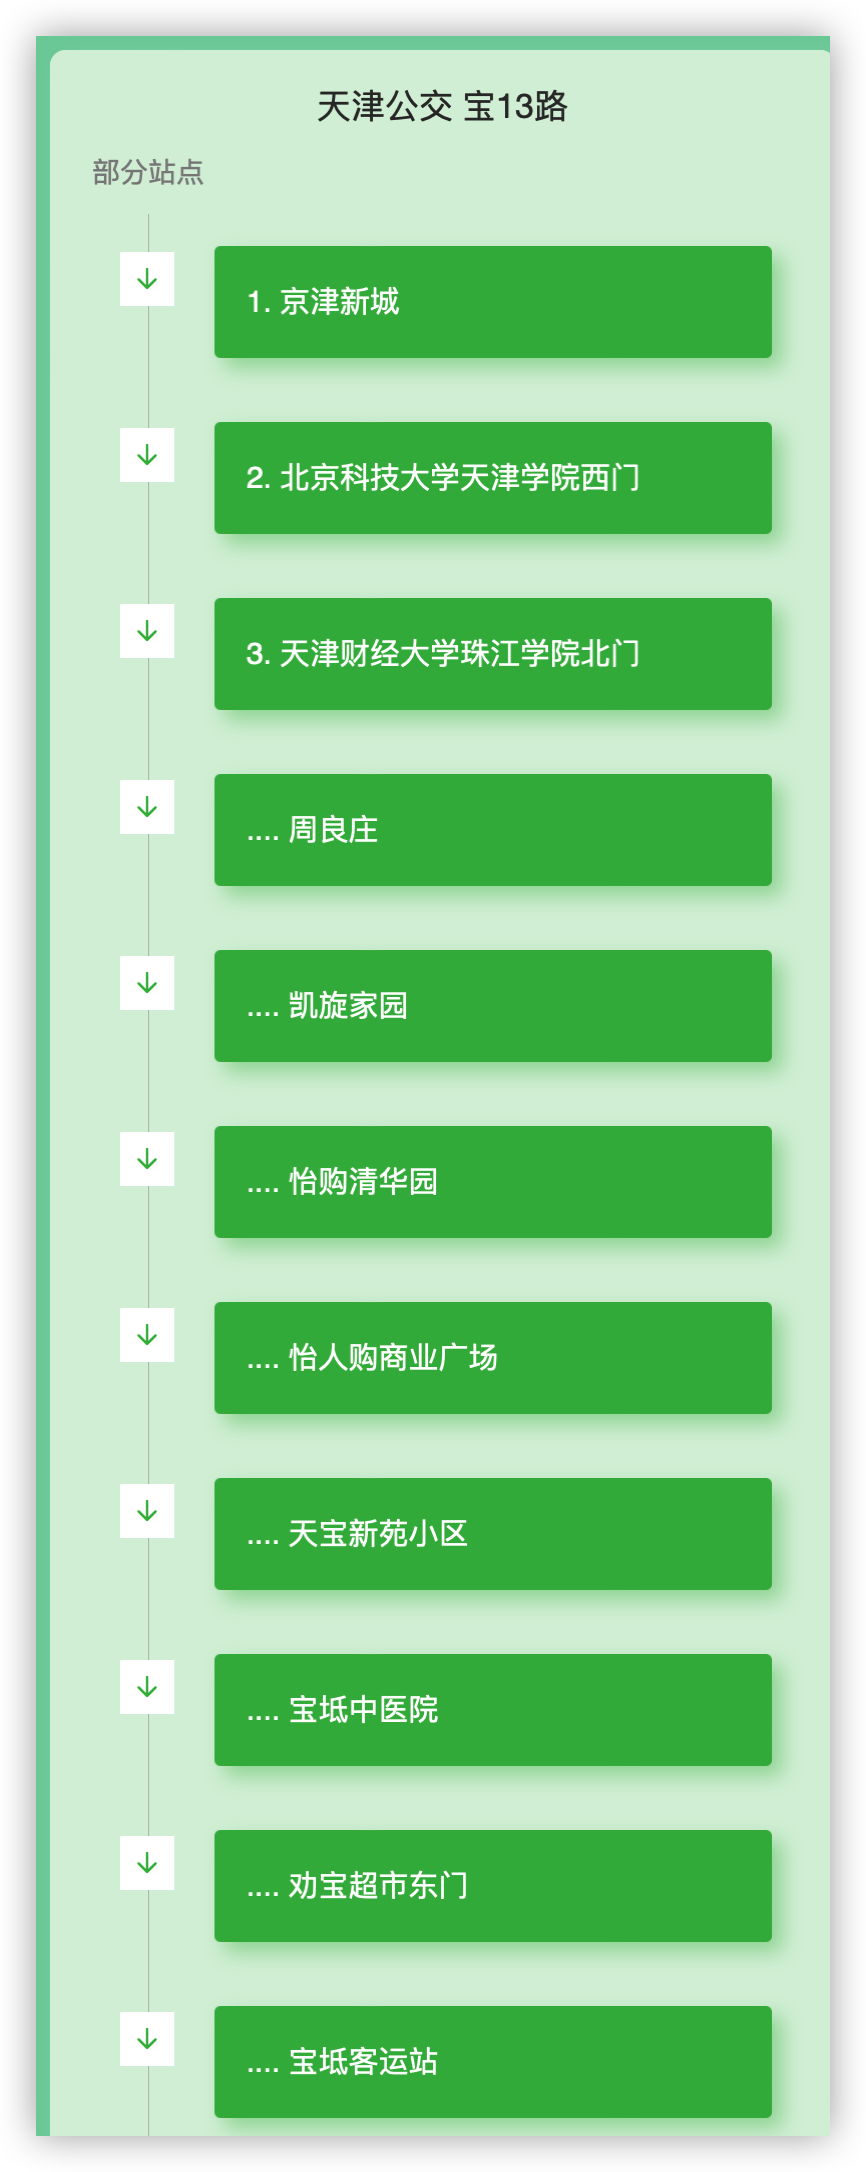 天津公交 宝13路
部分站点
1. 京津新城
2. 北京科技大学天津学院西门
3. 天津财经大学珠江学院北门
.... 周良庄
.... 凯旋家园
.... 怡购清华园
.... 怡人购商业广场
.... 天宝新苑小区
.... 宝坻中医院
.... 劝宝超市东门
.... 宝坻客运站